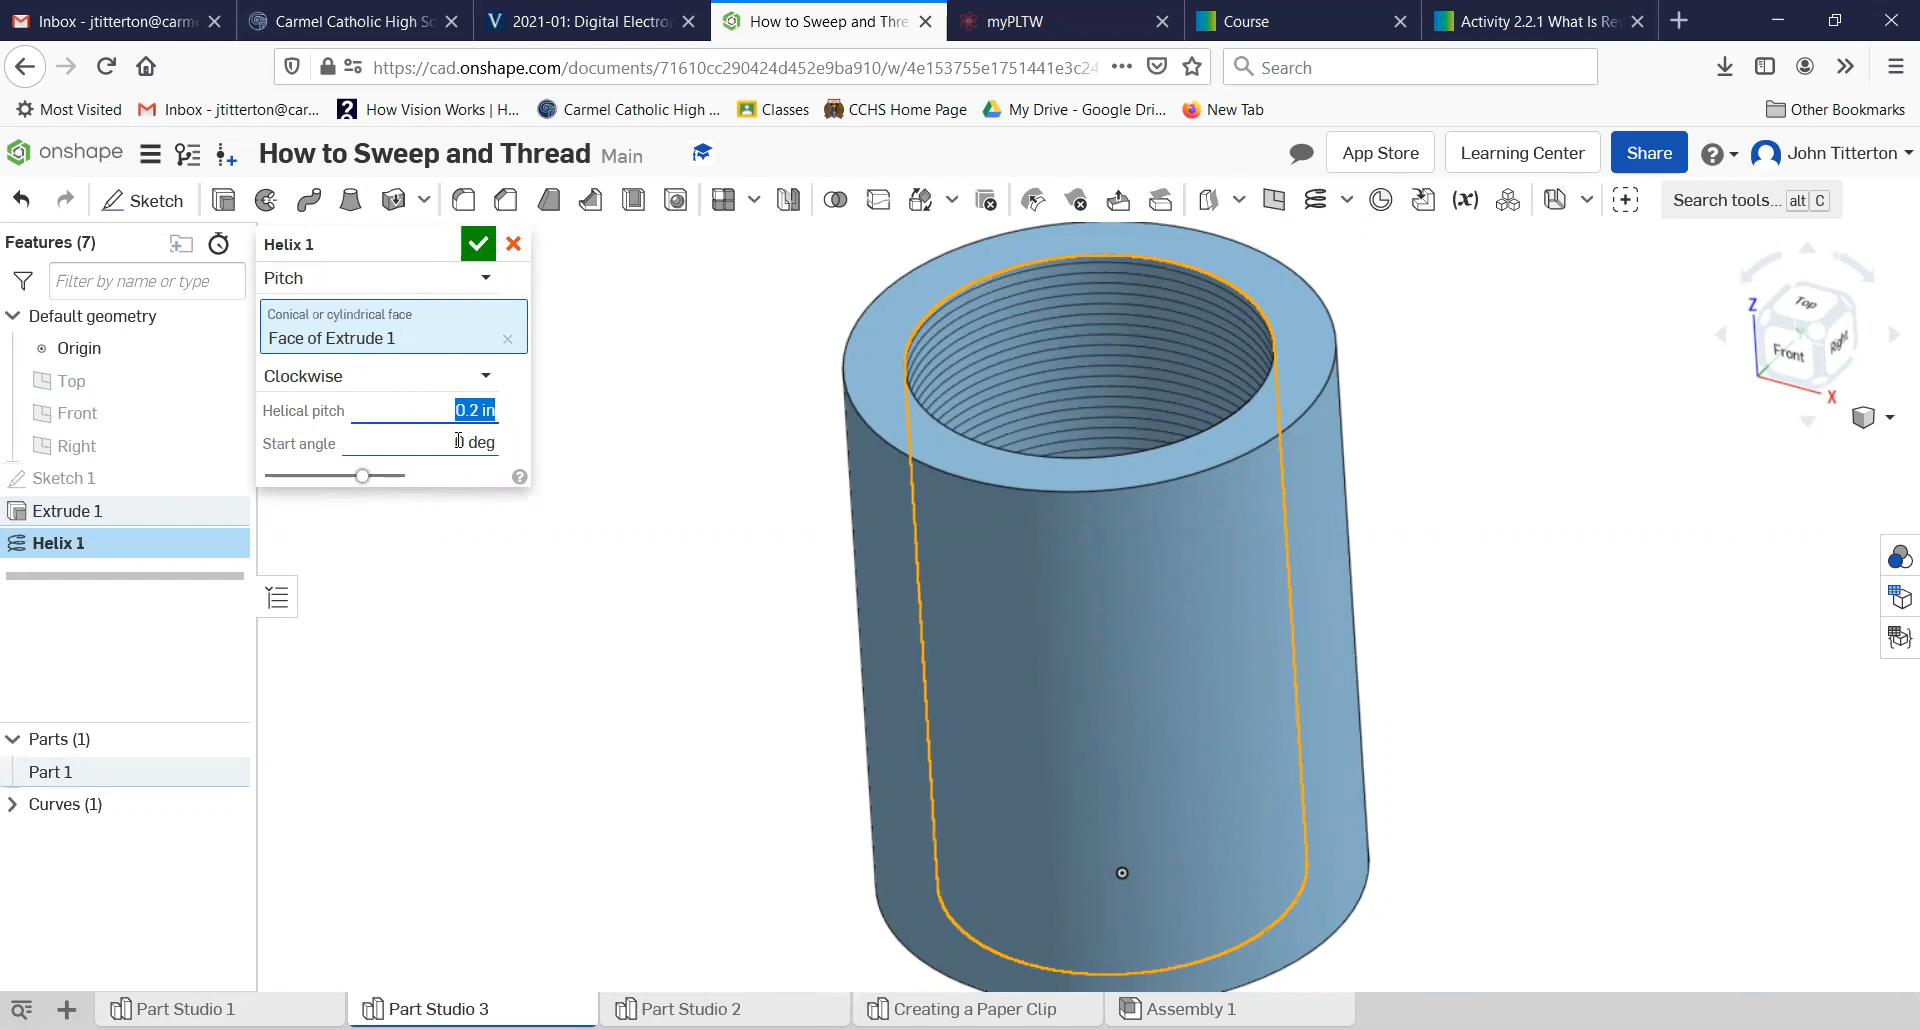 Inbox - jtitterton@carm
Carmel Catholic High Sc
2021-01: Digital Electro
How to Sweep and Thre
myPLTW
Course
Activity 2.2.1 What Is Re
https://cad.onshape.com/documents/71610cc290424d452e9ba910/w/4e153755e1751441e3c24
Search
Most Visited
Inbox - jtitterton@car...
How Vision Works | H...
Carmel Catholic High ...
Classes
CCHS Home Page
My Drive - Google Dri...
New Tab
Other Bookmarks
onshape
How to Sweep and Thread Main
App Store
Learning Center
Share
John Titterton
Sketch
(x)
Search tools... alt C
Features (7)
Filter by name or type
Default geometry
Origin
Top
Front
Right
Sketch 1
Extrude 1
Helix 1
Parts (1)
Part 1
Curves (1)
Helix 1
Pitch
Conical or cylindrical face
Face of Extrude 1
Clockwise
Helical pitch 0.2 in
Start angle 0 deg
Z
Top
Front
Right
X
Part Studio 1
Part Studio 3
Part Studio 2
Creating a Paper Clip
Assembly 1